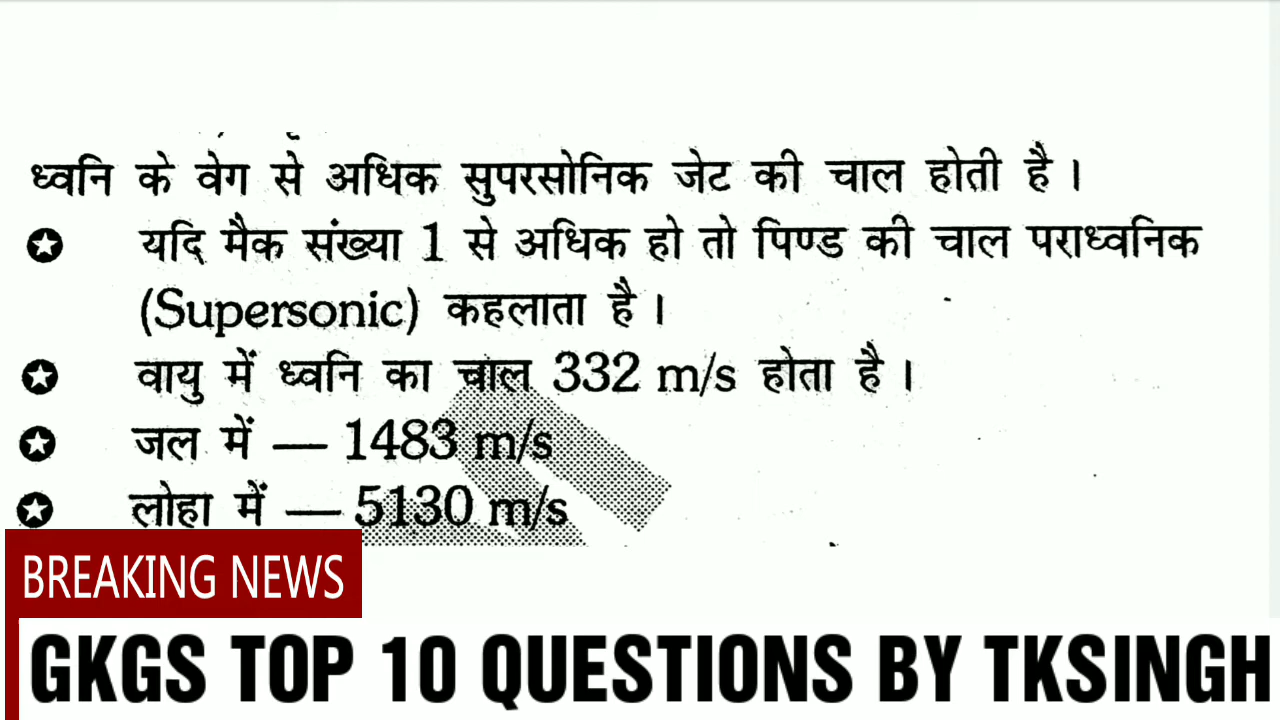 ध्वनि के वेग से अधिक सुपरसोनिक जेट की चाल होती है।
यदि मैक संख्या 1 से अधिक हो तो पिण्ड की चाल पराध्वनिक
(Supersonic) कहलाता है।
वायु में ध्वनि का चाल 332 m/s होता है।
जल में — 1483 m/s
लोहा में — 5130 m/s
BREAKING NEWS
GKGS TOP 10 QUESTIONS BY TKSINGH